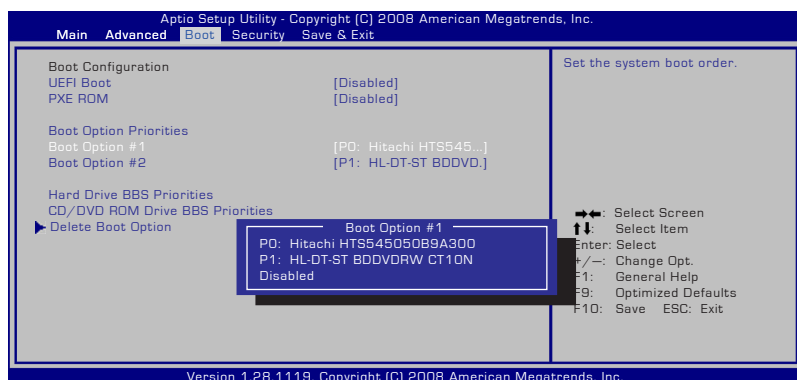 Aptio Setup Utility - Copyright (C) 2008 American Megatrends, Inc.
Main Advanced Boot Security Save & Exit
Boot Configuration
UEFI Boot [Disabled]
PXE ROM [Disabled]
Boot Option Priorities
Boot Option #1 [P0: Hitachi HTS545...]
Boot Option #2 [P1: HL-DT-ST BDDVD.]
Hard Drive BBS Priorities
CD/DVD ROM Drive BBS Priorities
Delete Boot Option
Boot Option #1
P0: Hitachi HTS545050B9A300
P1: HL-DT-ST BDDVDRW CT10N
Disabled
Set the system boot order.
→←: Select Screen
↑↓: Select Item
Enter: Select
+/—: Change Opt.
F1: General Help
F9: Optimized Defaults
F10: Save ESC: Exit
Version 1.28.1119. Copyright (C) 2008 American Megatrends, Inc.